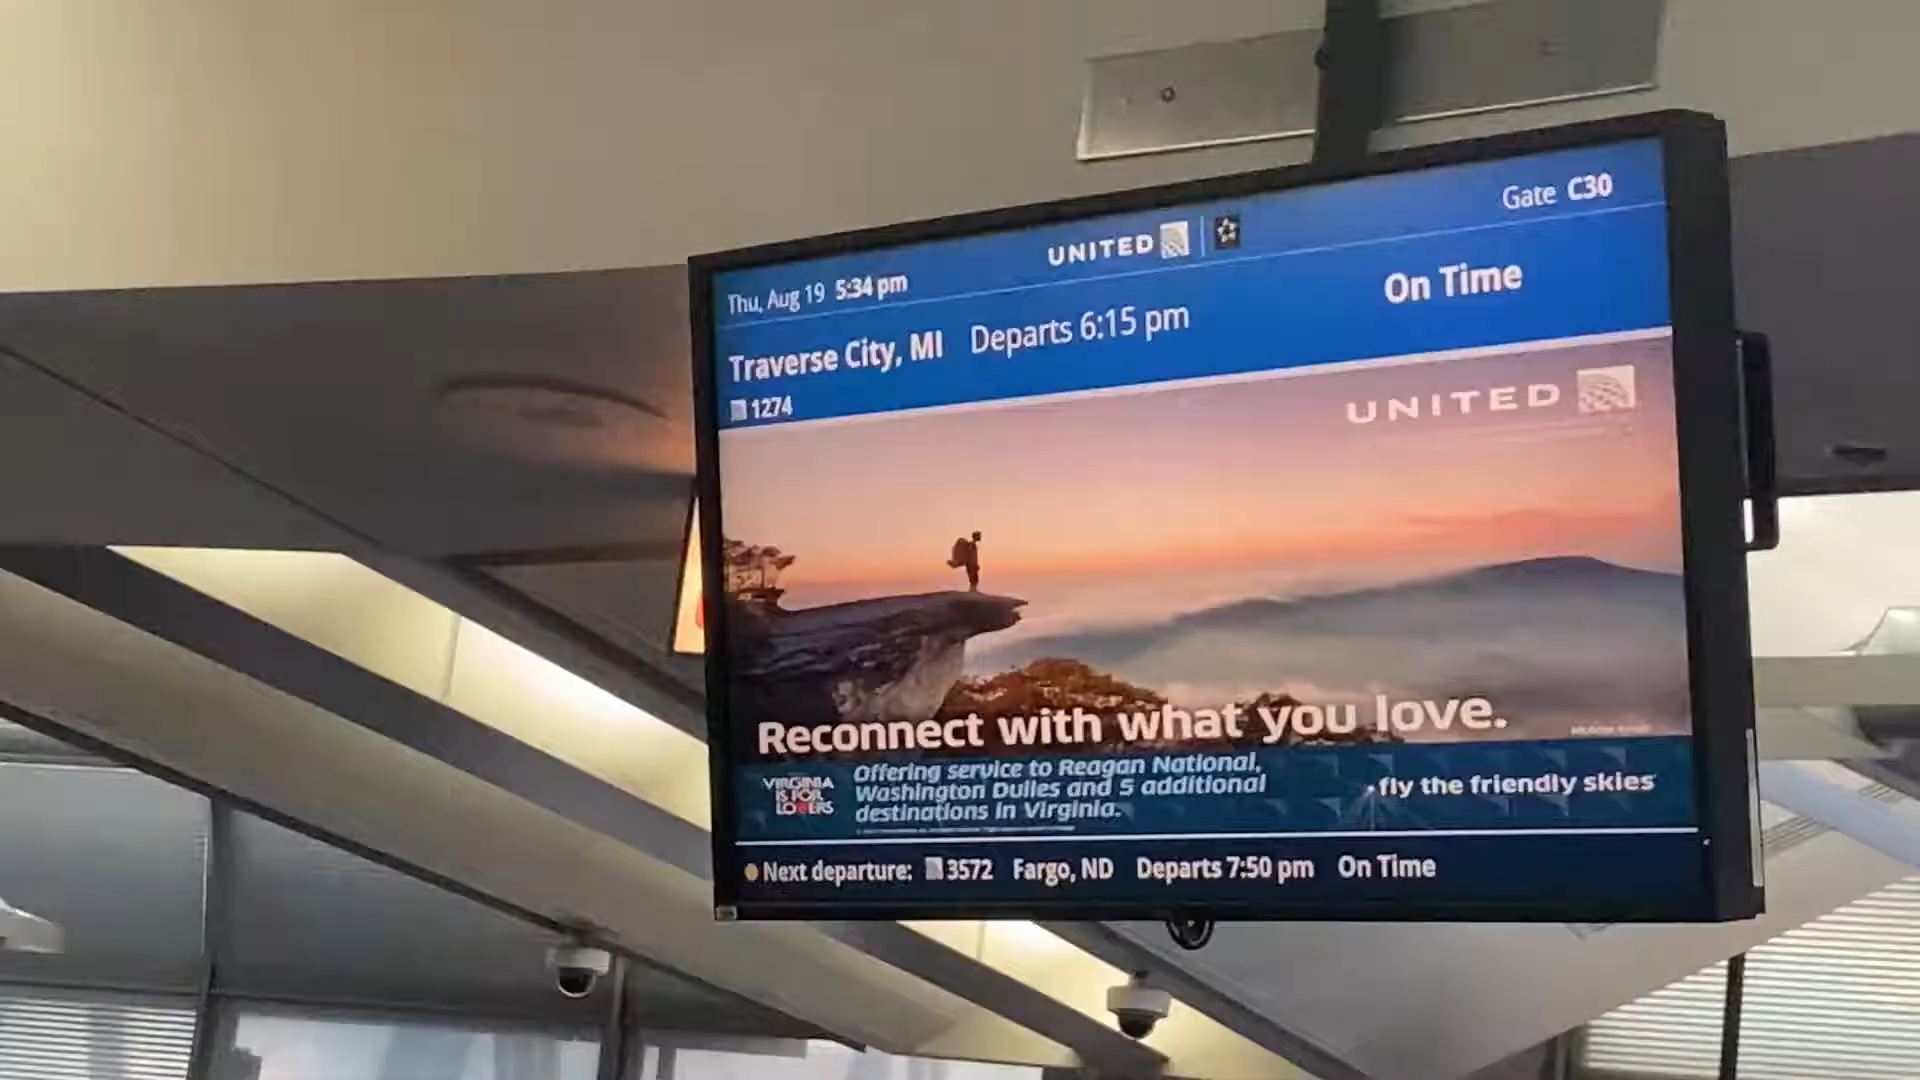 Gate C30
UNITED
Thu, Aug 19 5:34 pm
On Time
Traverse City, MI Departs 6:15 pm
1274
UNITED
Reconnect with what you love.
VIRGINIA
IS FOR
LOVERS
Offering service to Reagan National,
Washington Dulles and 5 additional
destinations in Virginia.
fly the friendly skies
Next departure: 3572 Fargo, ND Departs 7:50 pm On Time